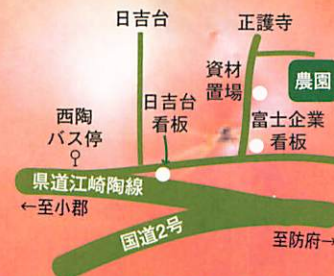 日吉台
正護寺
資材
置場
農園
西陶
バス停
日吉台
看板
富士企業
看板
県道江崎陶線
←至小郡
国道2号
至防府→